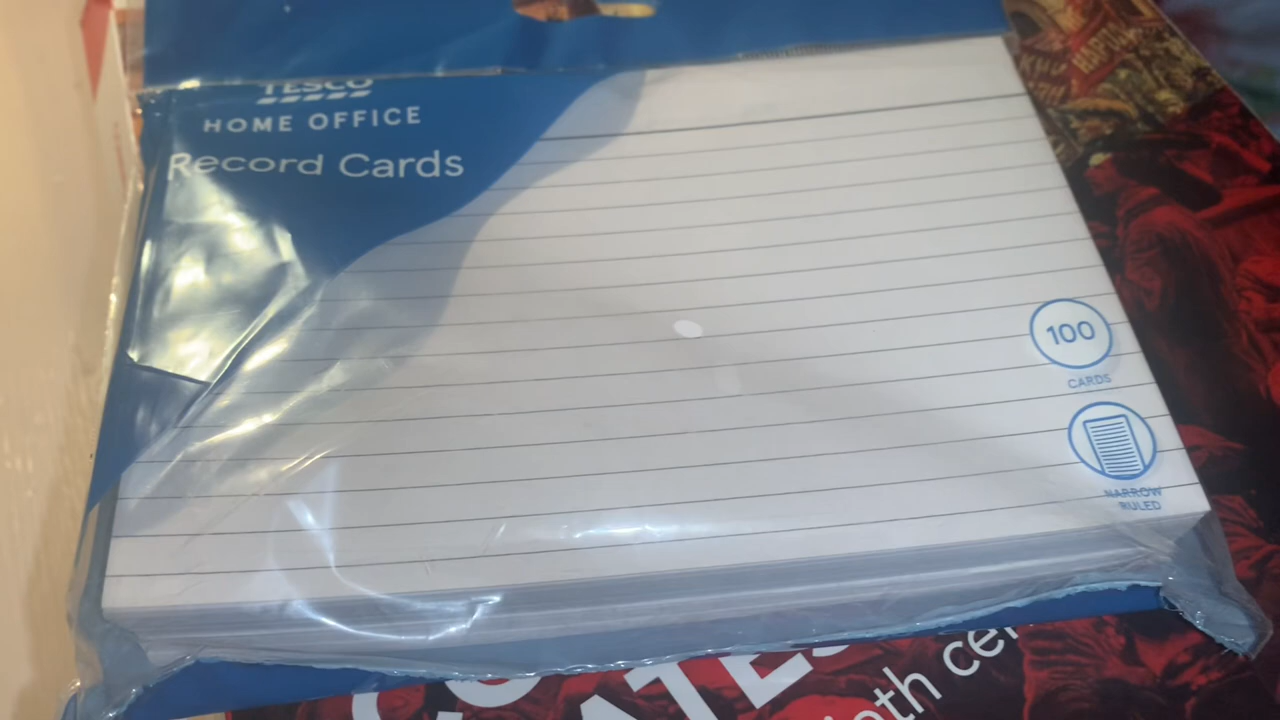 TESCO
HOME OFFICE
Record Cards
100
CARDS
NARROW
RULED